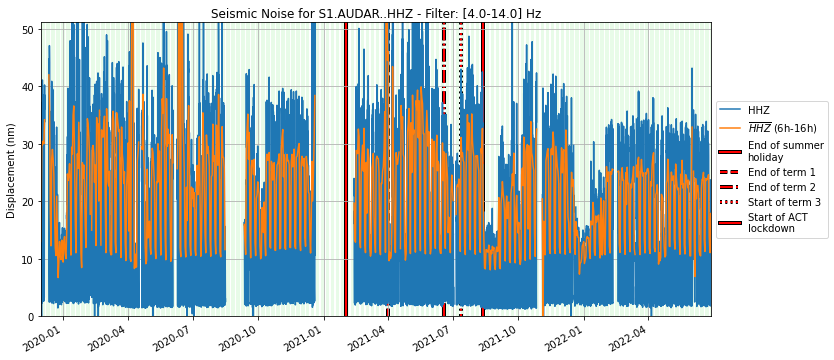 Seismic Noise for S1.AUDAR..HHZ - Filter: [4.0-14.0] Hz
Displacement (nm)
50
40
30
20
10
0
2020-01
2020-04
2020-07
2020-10
2021-01
2021-04
2021-07
2021-10
2022-01
2022-04
HHZ
HHZ (6h-16h)
End of summer
holiday
End of term 1
End of term 2
Start of term 3
Start of ACT
lockdown